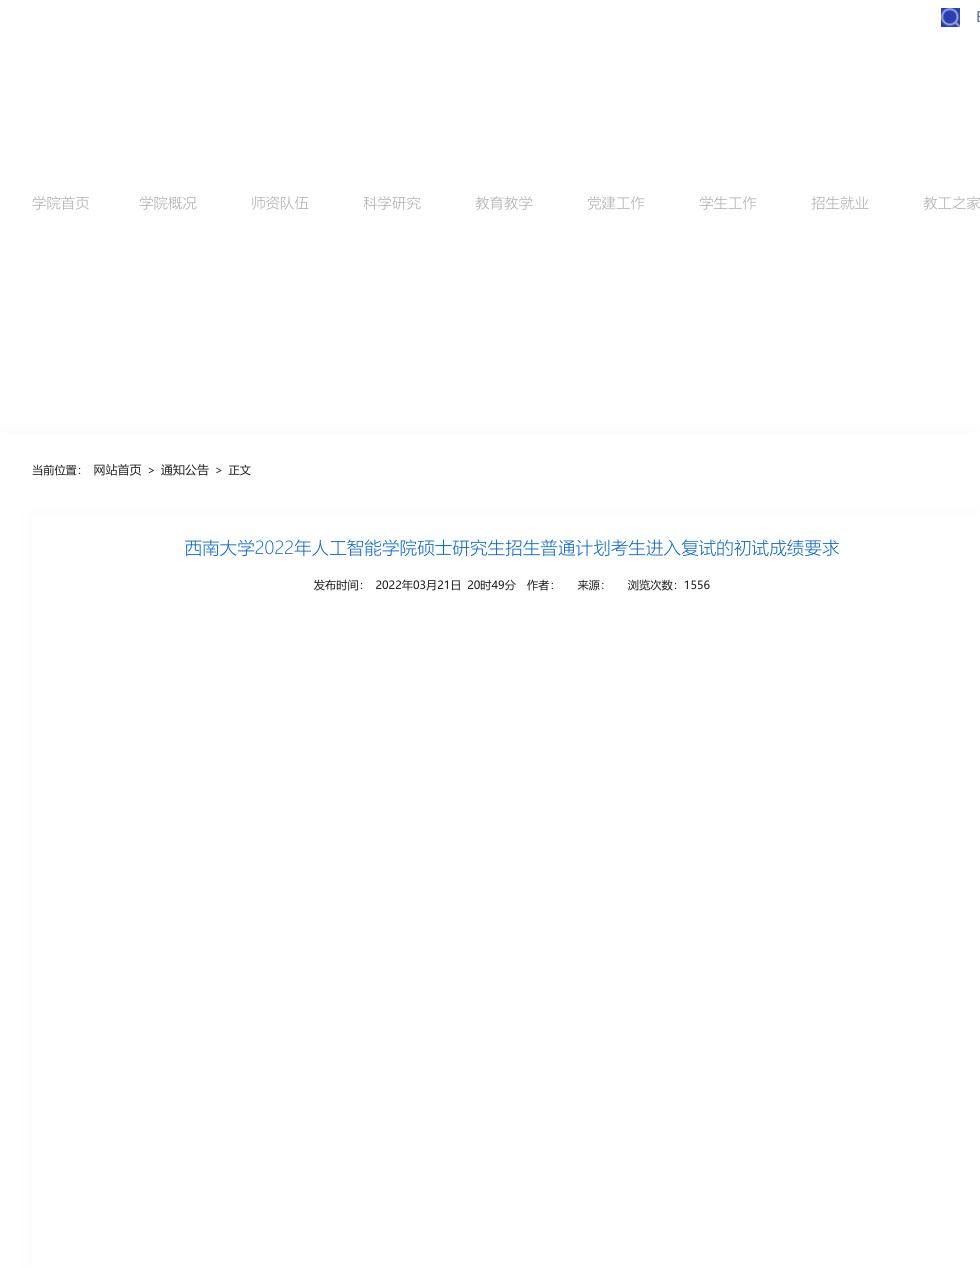 学院首页 学院概况 师资队伍 科学研究 教育教学 党建工作 学生工作 招生就业 教工之家
当前位置： 网站首页 > 通知公告 > 正文
西南大学2022年人工智能学院硕士研究生招生普通计划考生进入复试的初试成绩要求
发布时间： 2022年03月21日 20时49分 作者： 来源： 浏览次数：1556